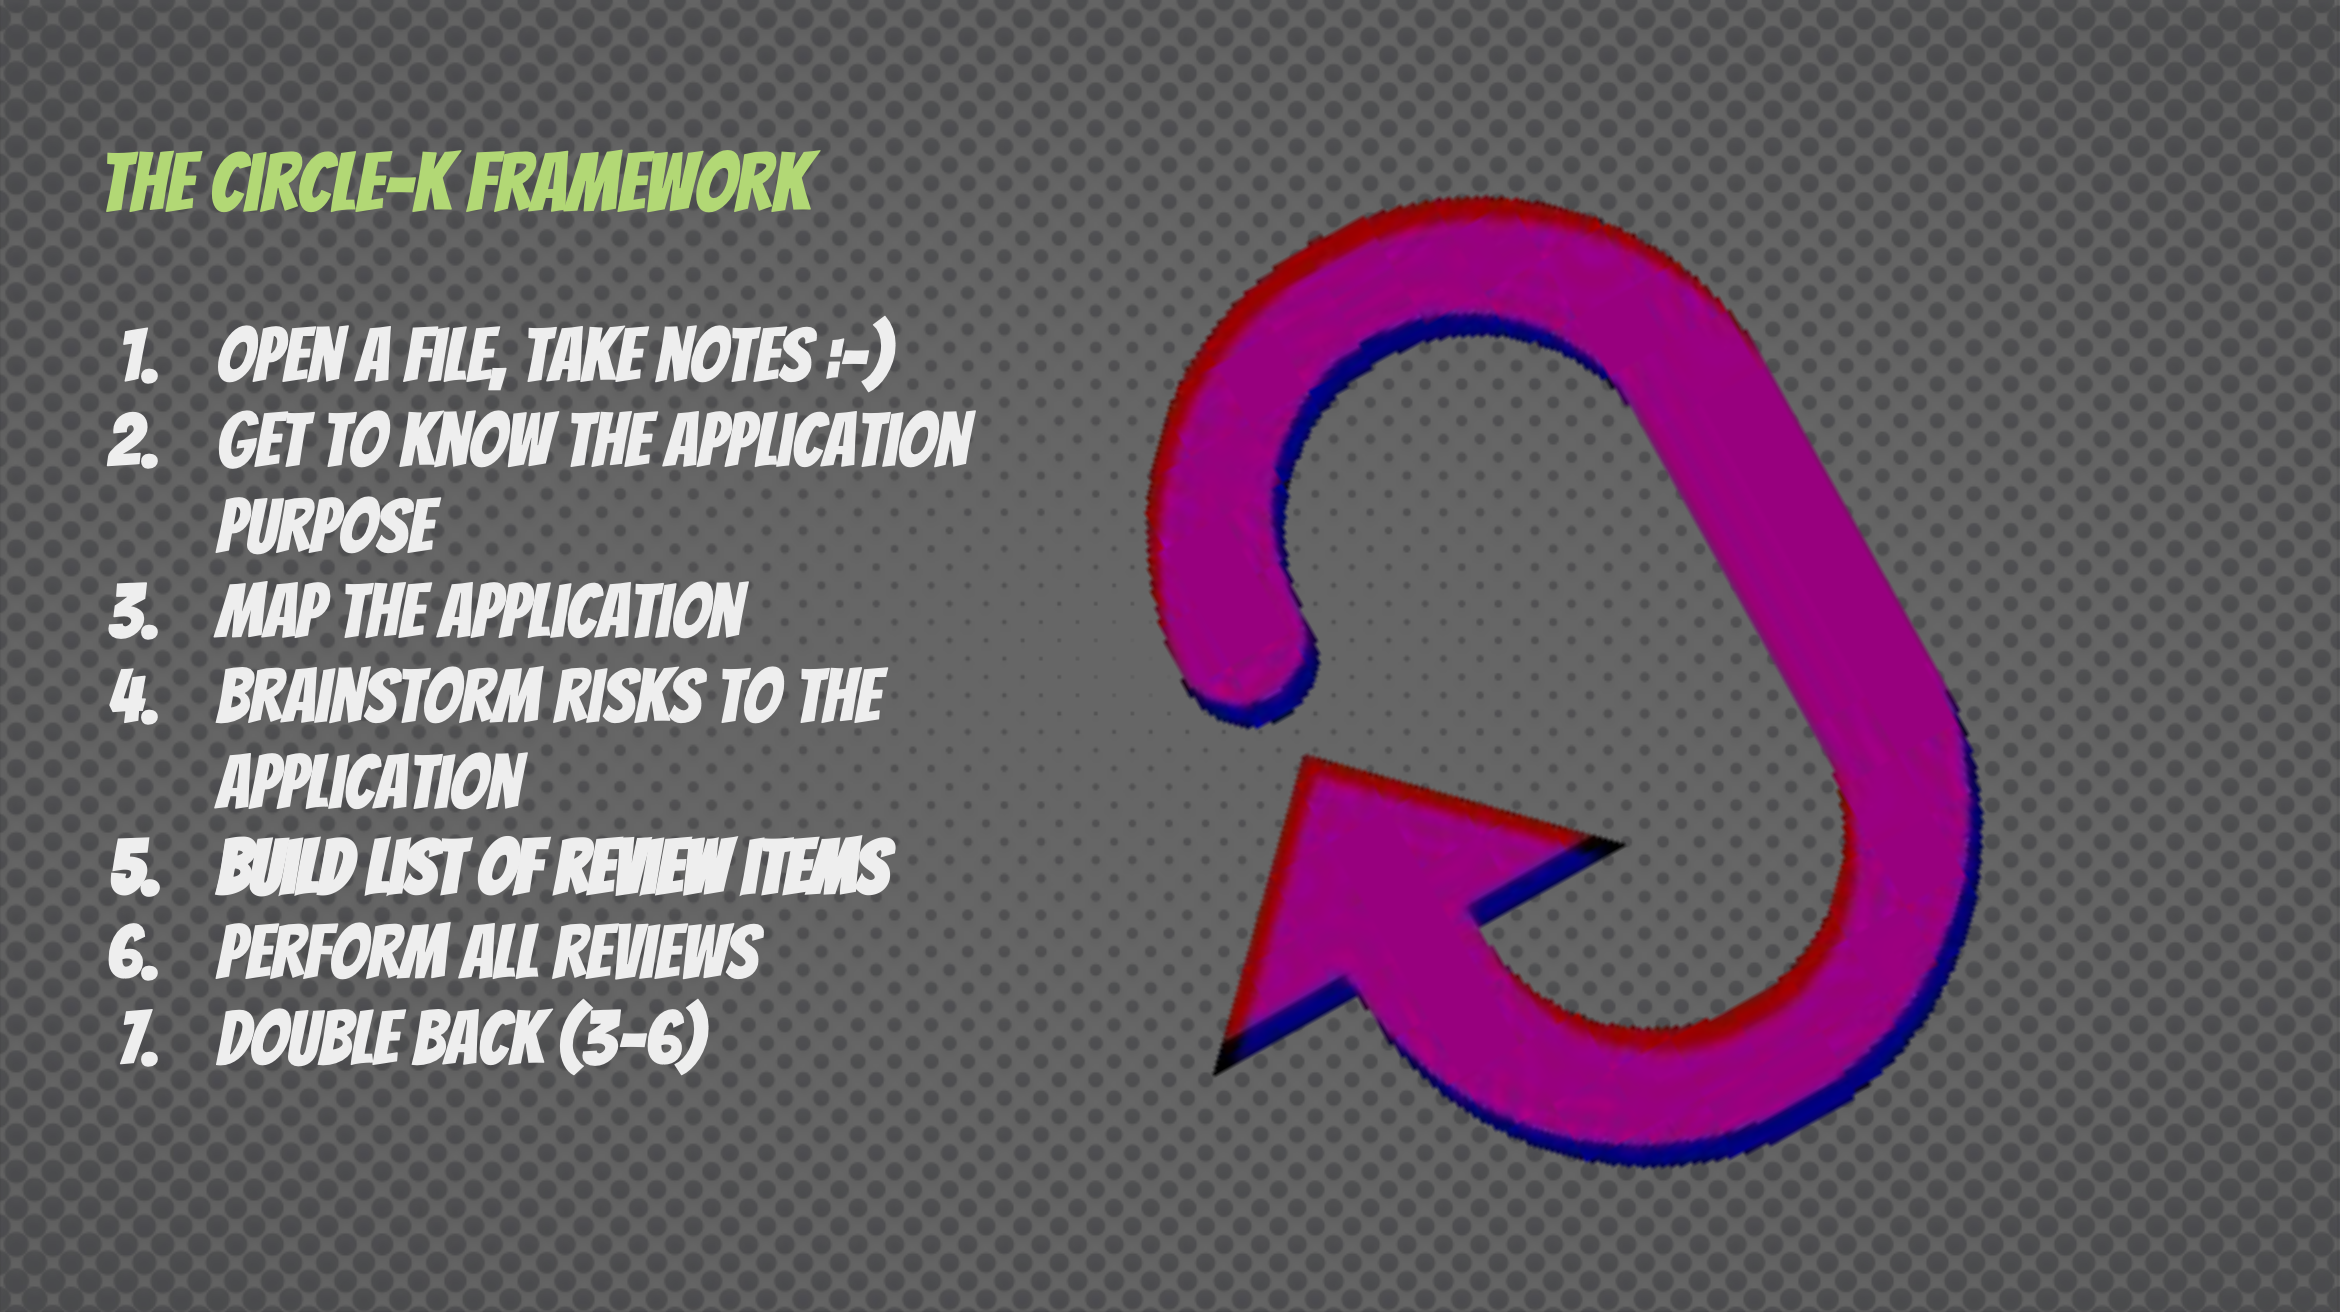 THE CIRCLE-K FRAMEWORK
1. OPEN A FILE, TAKE NOTES :-)
2. GET TO KNOW THE APPLICATION
PURPOSE
3. MAP THE APPLICATION
4. BRAINSTORM RISKS TO THE
APPLICATION
5. BUILD LIST OF REVIEW ITEMS
6. PERFORM ALL REVIEWS
7. DOUBLE BACK (3-6)